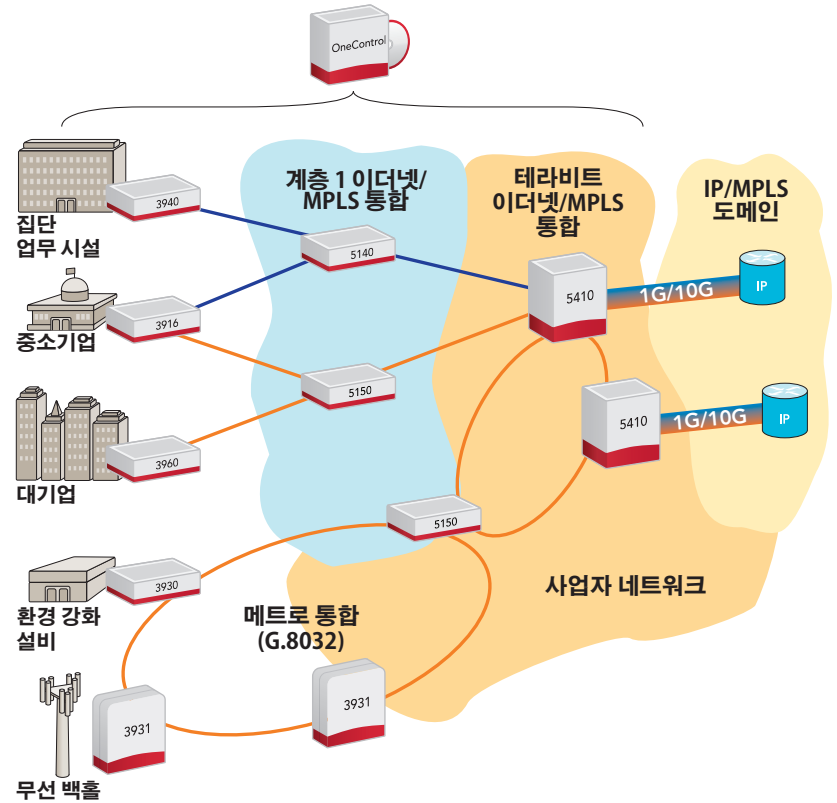 OneControl
계층 1 이더넷/
MPLS 통합
테라비트
이더넷/MPLS
통합
IP/MPLS
도메인
3940
집단
업무 시설
5140
5410
1G/10G
IP
3916
중소기업
5150
5410
1G/10G
IP
3960
대기업
5150
3930
환경 강화
설비
메트로 통합
(G.8032)
사업자 네트워크
3931
3931
무선 백홀